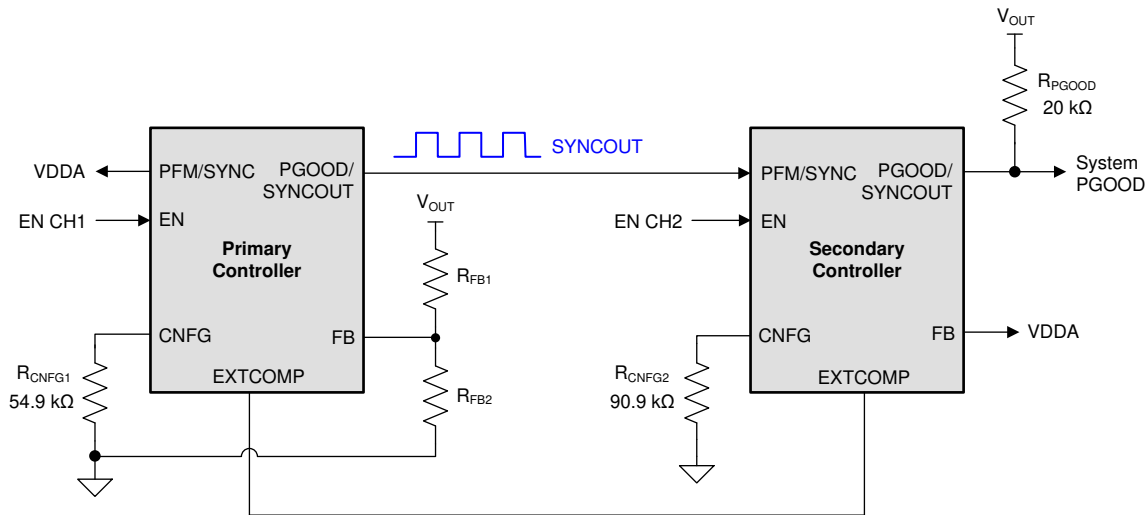 VOUT
RPGOOD
20 kΩ
SYNCOUT
VDDA
PFM/SYNC
PGOOD/
SYNCOUT
PFM/SYNC
PGOOD/
SYNCOUT
System
PGOOD
VOUT
EN CH1
EN
EN CH2
EN
Primary
Controller
RFB1
Secondary
Controller
CNFG
FB
CNFG
FB
VDDA
RCNFG1
54.9 kΩ
EXTCOMP
RFB2
RCNFG2
90.9 kΩ
EXTCOMP